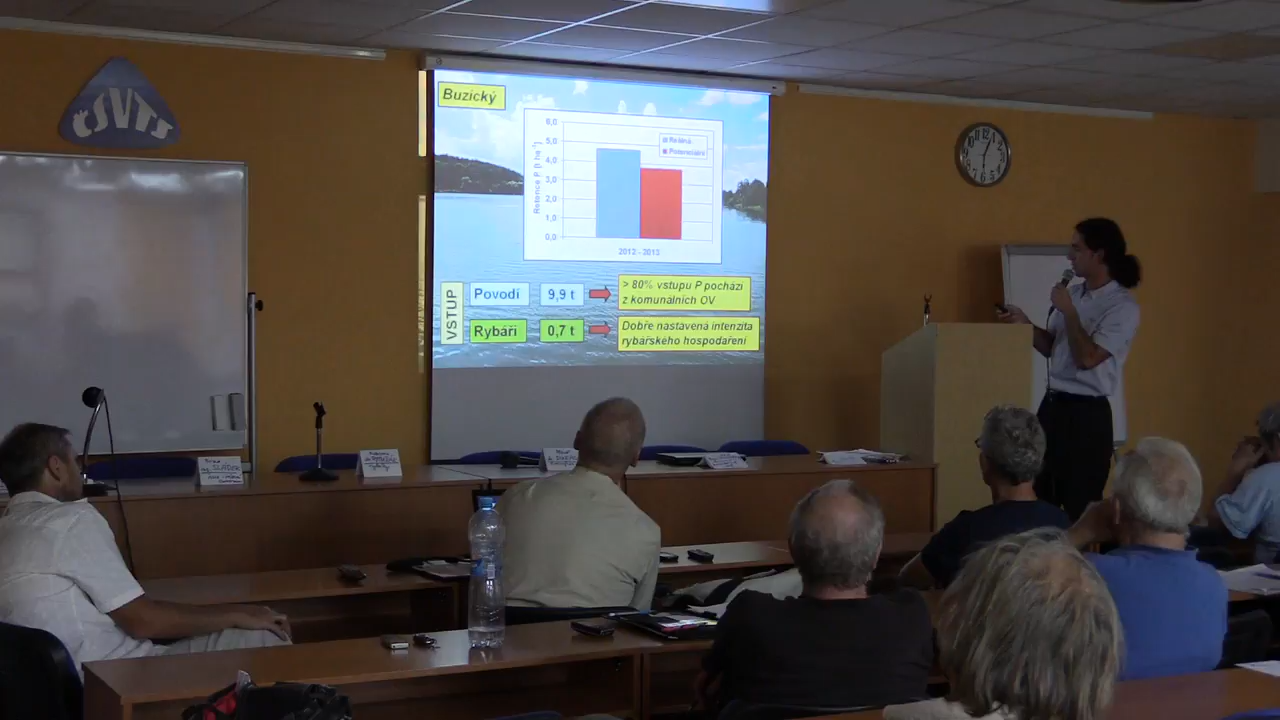 ČSVTS
Buzický
6,0
5,0
4,0
3,0
2,0
1,0
0,0
Retence P
Reálná
Potenciální
2012 - 2013
VSTUP
Povodí
9,9 t
> 80% vstupu P pochází
z komunálních OV
Rybáři
0,7 t
Dobře nastavená intenzita
rybářského hospodaření